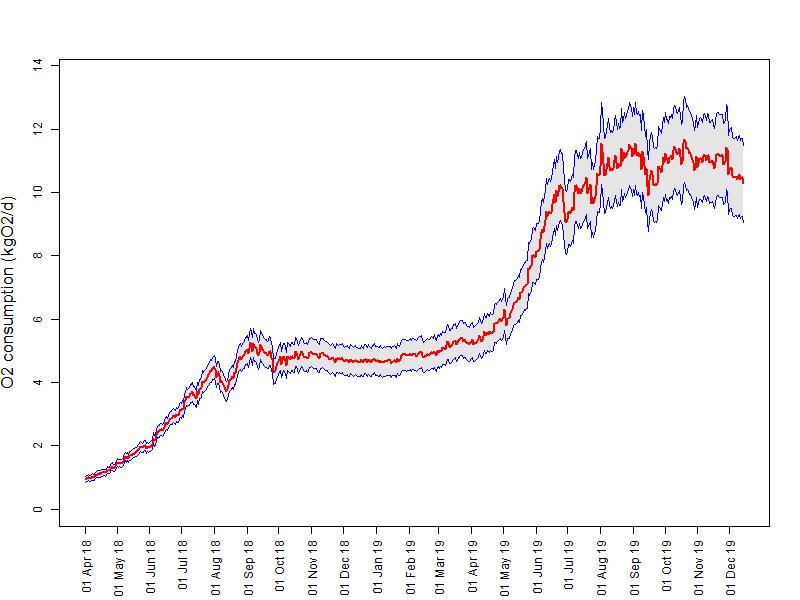 O2 consumption (kgO2/d)
14
12
10
8
6
4
2
0
01 Apr 18
01 May 18
01 Jun 18
01 Jul 18
01 Aug 18
01 Sep 18
01 Oct 18
01 Nov 18
01 Dec 18
01 Jan 19
01 Feb 19
01 Mar 19
01 Apr 19
01 May 19
01 Jun 19
01 Jul 19
01 Aug 19
01 Sep 19
01 Oct 19
01 Nov 19
01 Dec 19